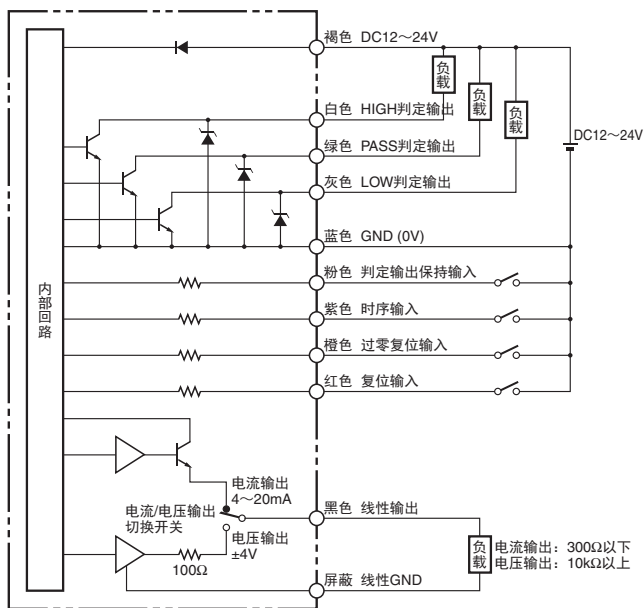 褐色 DC12～24V
负载
负载
负载
白色 HIGH判定输出
DC12～24V
绿色 PASS判定输出
灰色 LOW判定输出
蓝色 GND (0V)
内部回路
粉色 判定输出保持输入
紫色 时序输入
橙色 过零复位输入
红色 复位输入
电流输出
4～20mA
电流/电压输出
切换开关
黑色 线性输出
电压输出
±4V
100Ω
负载
电流输出：300Ω以下
电压输出：10kΩ以上
屏蔽 线性GND